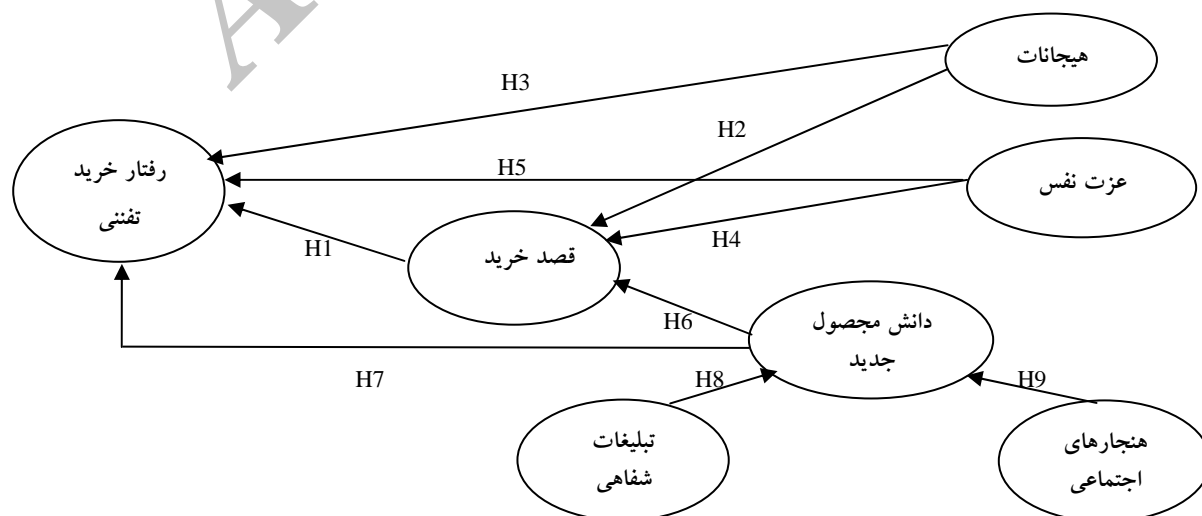 هیجانات
H3
H2
رفتار خرید
تفننی
H5
عزت نفس
H4
H1
قصد خرید
دانش مجصول
جدید
H6
H7
H8
H9
تبلیغات
شفاهی
هنجارهای
اجتماعی
A